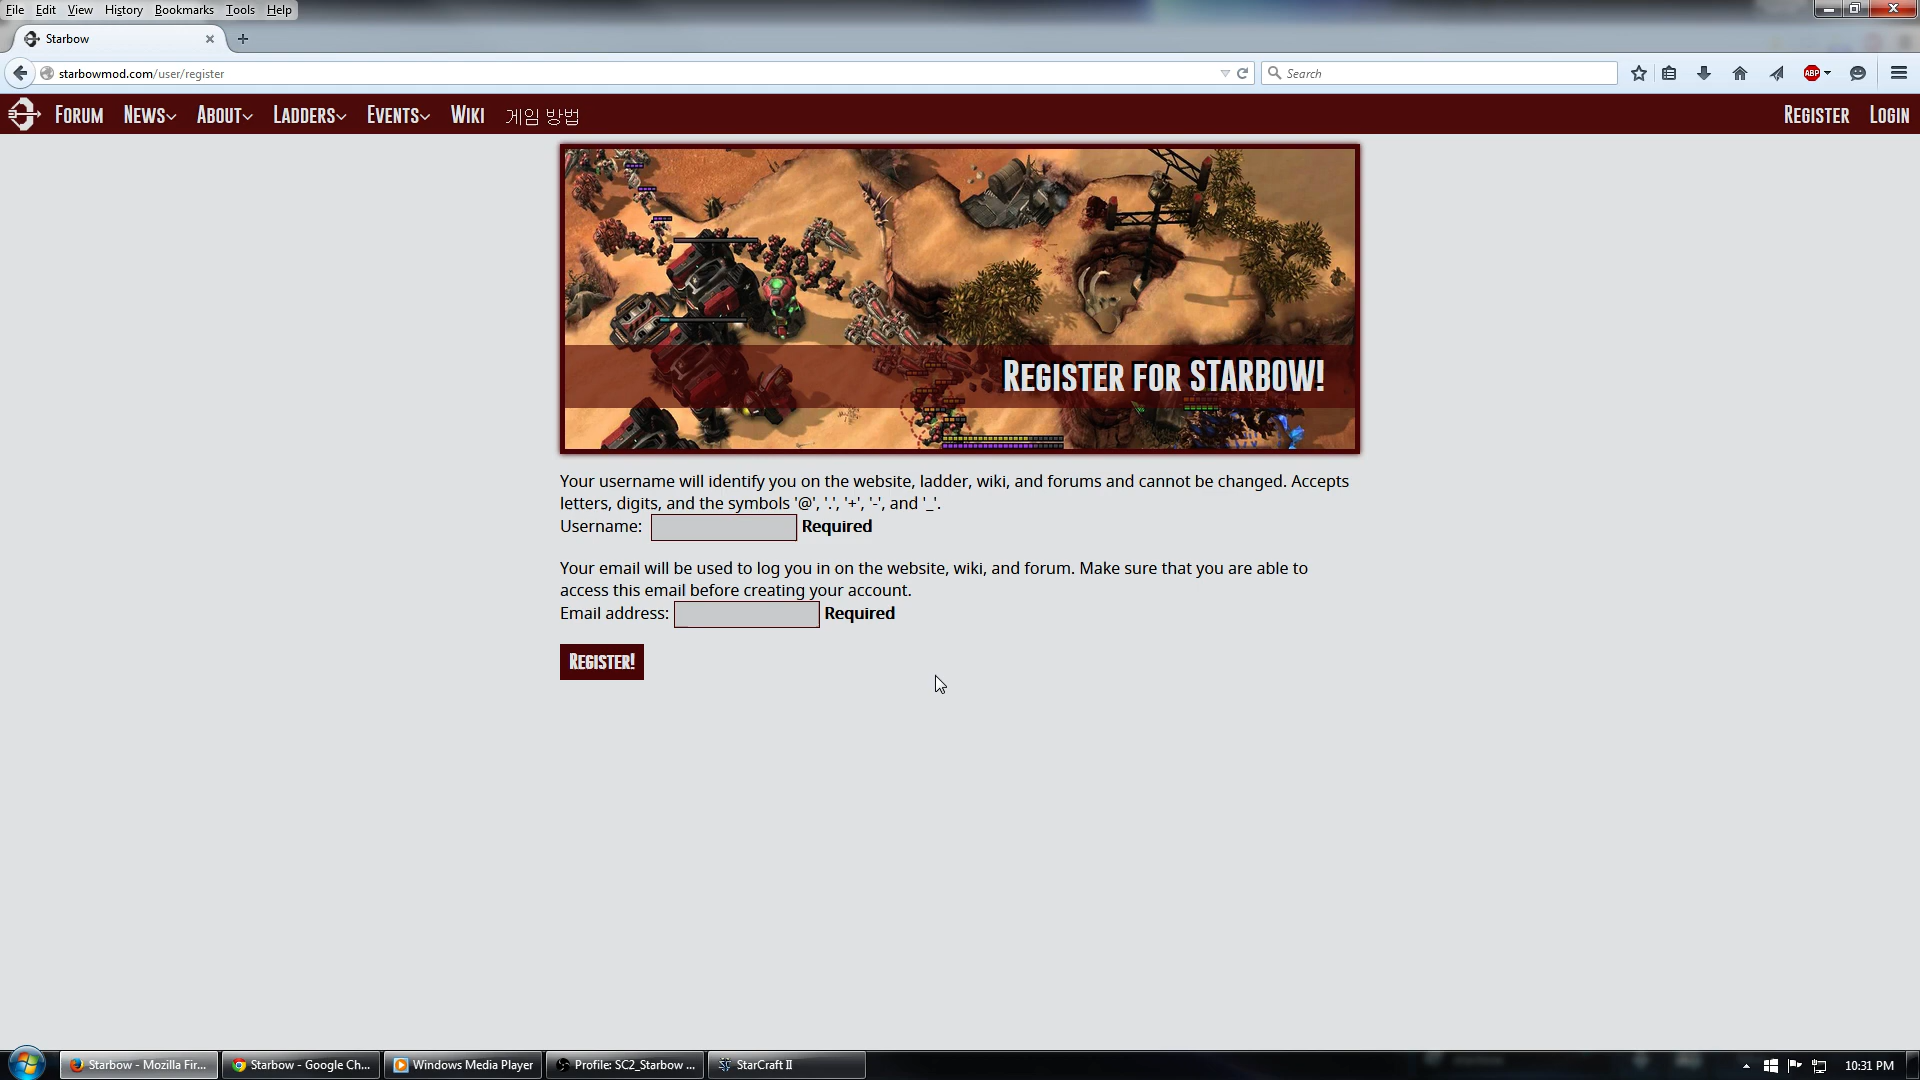 File Edit View History Bookmarks Tools Help
Starbow
starbowmod.com/user/register
Search
ABP
Forum News About Ladders Events Wiki 게임 방법 Register Login
Register for STARBOW!
Your username will identify you on the website, ladder, wiki, and forums and cannot be changed. Accepts
letters, digits, and the symbols '@', '.', '+', '-', and '_'.
Username: Required
Your email will be used to log you in on the website, wiki, and forum. Make sure that you are able to
access this email before creating your account.
Email address: Required
Register!
Starbow - Mozilla Fir... Starbow - Google Ch... Windows Media Player Profile: SC2_Starbow ... StarCraft II 10:31 PM